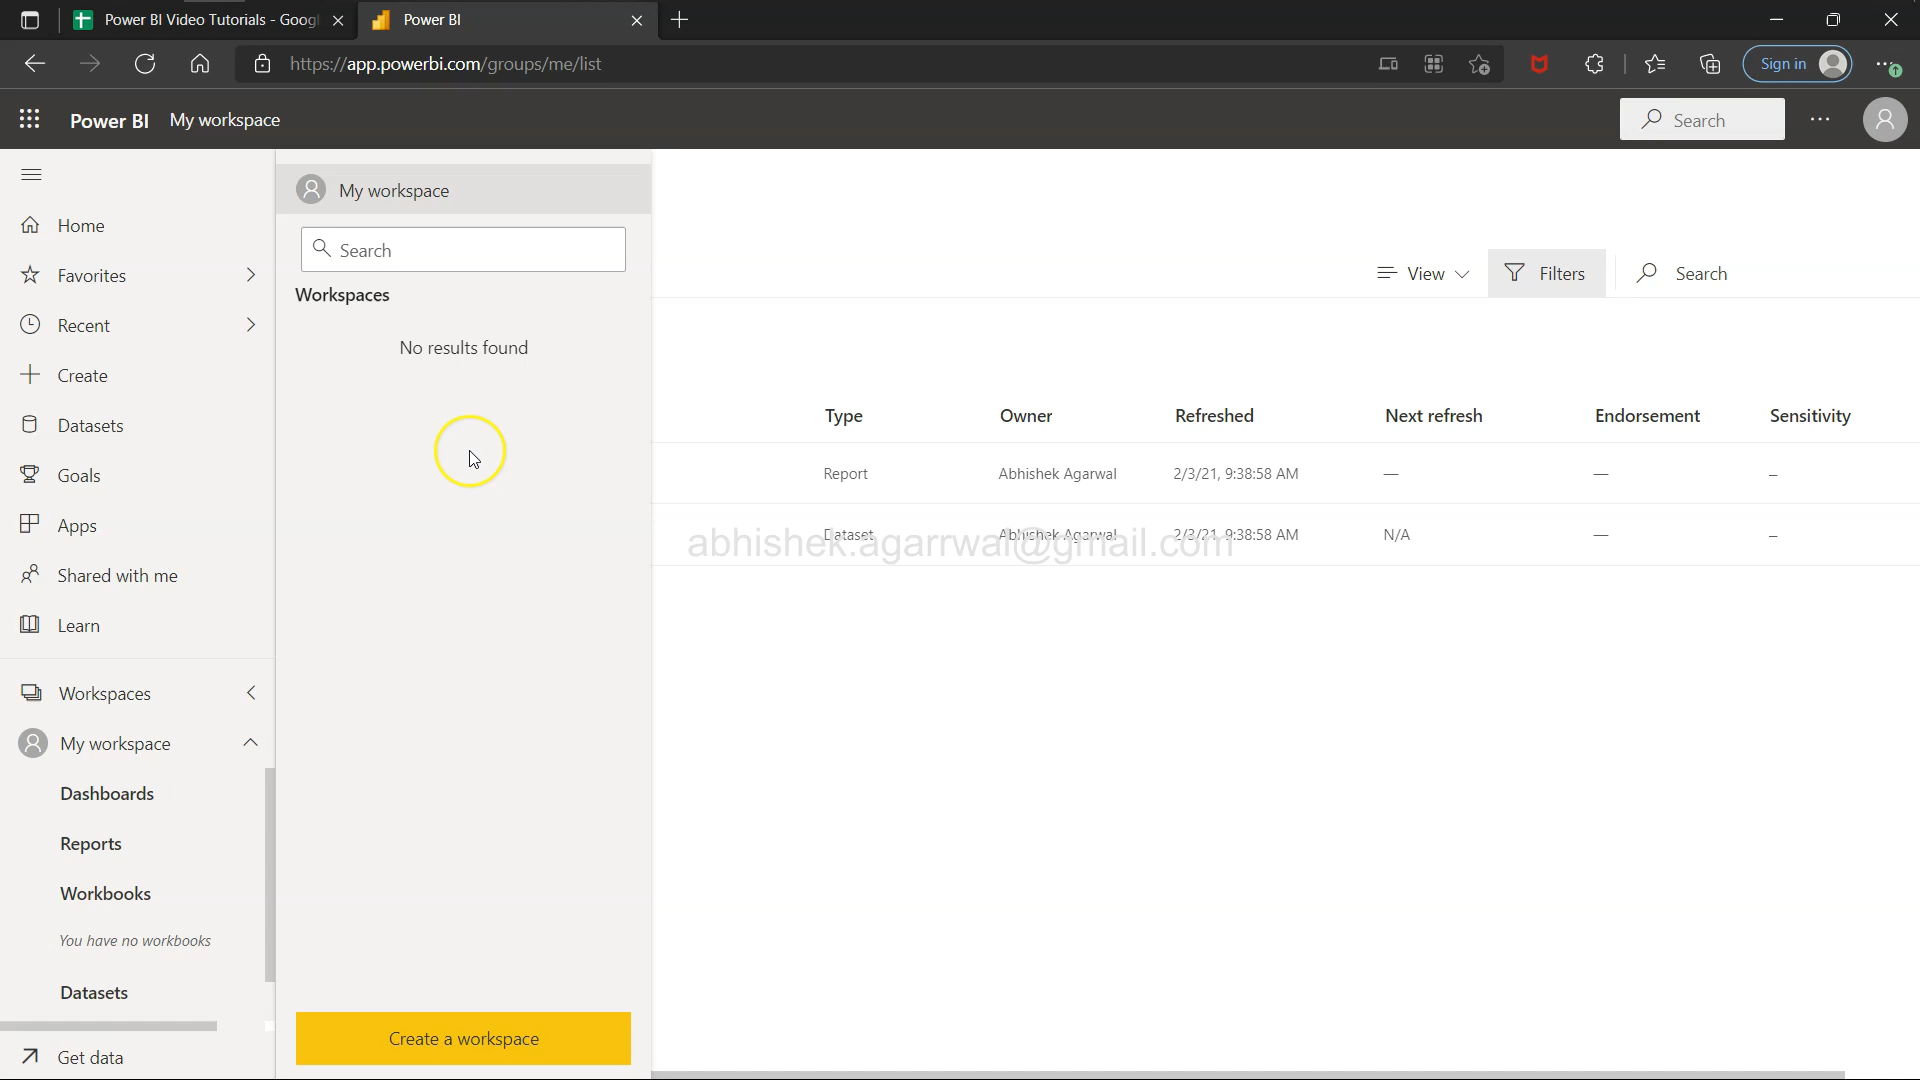 Power BI Video Tutorials - Googl
Power BI
https://app.powerbi.com/groups/me/list
Sign in
Power BI My workspace
Search
Home
Favorites
Recent
Create
Datasets
Goals
Apps
Shared with me
Learn
Workspaces
My workspace
Dashboards
Reports
Workbooks
You have no workbooks
Datasets
Get data
My workspace
Search
Workspaces
No results found
Create a workspace
View Filters Search
Type Owner Refreshed Next refresh Endorsement Sensitivity
Report Abhishek Agarwal 2/3/21, 9:38:58 AM — — –
Dataset Abhishek Agarwal 2/3/21, 9:38:58 AM N/A — –
abhishek.agarrwal@gmail.com